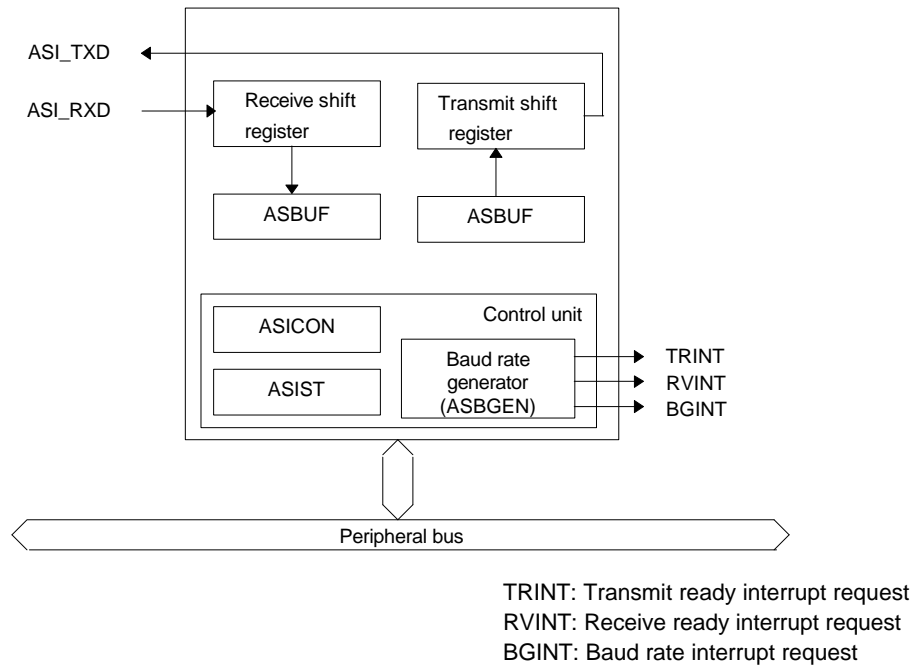 ASI_TXD
ASI_RXD
Receive shift
register
Transmit shift
register
ASBUF
ASBUF
Control unit
ASICON
ASIST
Baud rate
generator
(ASBGEN)
TRINT
RVINT
BGINT
Peripheral bus
TRINT: Transmit ready interrupt request
RVINT: Receive ready interrupt request
BGINT: Baud rate interrupt request